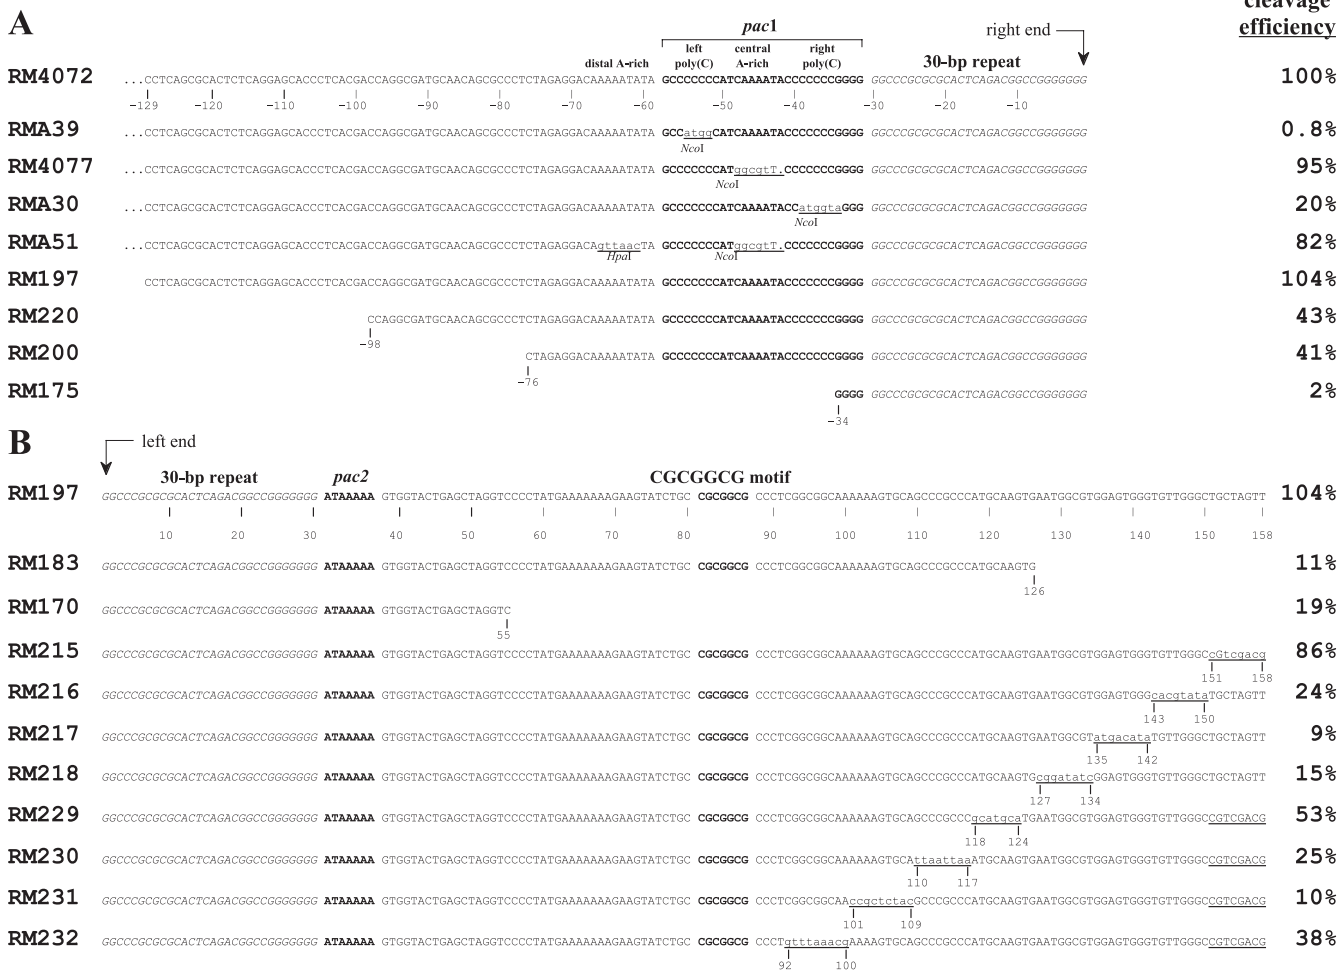 cleavage
efficiency
A
pac1
right end
left poly(C)
central A-rich
right poly(C)
distal A-rich
30-bp repeat
RM4072 ...CCTCAGCGCACTCTCAGGAGCACCCTCACGACCAGGCGATGCAACAGCGCCCTCTAGAGGACAAAAATATA GCCCCCCCATCAAAATACCCCCCCGGGG GGCCCGCGCGCACTCAGACGGCCGGGGGGG 100%
-129 -110 -100 -90 -80 -70 -60 -50 -40 -30 -20 -10
RMA39 ...CCTCAGCGCACTCTCAGGAGCACCCTCACGACCAGGCGATGCAACAGCGCCCTCTAGAGGACAAAAATATA GCCatggCATCAAAATACCCCCCCGGGG GGCCCGCGCGCACTCAGACGGCCGGGGGGG 0.8%
NcoI
RM4077 ...CCTCAGCGCACTCTCAGGAGCACCCTCACGACCAGGCGATGCAACAGCGCCCTCTAGAGGACAAAAATATA GCCCCCCCATggcgtT.CCCCCCCGGGG GGCCCGCGCGCACTCAGACGGCCGGGGGGG 95%
NcoI
RMA30 ...CCTCAGCGCACTCTCAGGAGCACCCTCACGACCAGGCGATGCAACAGCGCCCTCTAGAGGACAAAAATATA GCCCCCCCATCAAAATACCatggtaGGG GGCCCGCGCGCACTCAGACGGCCGGGGGGG 20%
NcoI
RMA51 ...CCTCAGCGCACTCTCAGGAGCACCCTCACGACCAGGCGATGCAACAGCGCCCTCTAGAGGACAgttaacTA GCCCCCCCATggcgtT.CCCCCCCGGGG GGCCCGCGCGCACTCAGACGGCCGGGGGGG 82%
HpaI NcoI
RM197 CCTCAGCGCACTCTCAGGAGCACCCTCACGACCAGGCGATGCAACAGCGCCCTCTAGAGGACAAAAATATA GCCCCCCCATCAAAATACCCCCCCGGGG GGCCCGCGCGCACTCAGACGGCCGGGGGGG 104%
RM220 CCAGGCGATGCAACAGCGCCCTCTAGAGGACAAAAATATA GCCCCCCCATCAAAATACCCCCCCGGGG GGCCCGCGCGCACTCAGACGGCCGGGGGGG 43%
-98
RM200 CTAGAGGACAAAAATATA GCCCCCCCATCAAAATACCCCCCCGGGG GGCCCGCGCGCACTCAGACGGCCGGGGGGG 41%
-76
RM175 GGGG GGCCCGCGCGCACTCAGACGGCCGGGGGGG 2%
-34
B
left end
30-bp repeat pac2 CGCGGCG motif
RM197 GGCCCGCGCGCACTCAGACGGCCGGGGGGG ATAAAAA GTGGTACTGAGCTAGGTCCCCTATGAAAAAAAGAAGTATCTGC CGCGGCG CCCTCGGCGGCAAAAAAGTGCAGCCCGCCCATGCAAGTGAATGGCGTGGAGTGGGTGTTGGGCTGCTAGTT 104%
10 20 30 40 50 60 70 80 90 100 110 120 130 140 150 158
RM183 GGCCCGCGCGCACTCAGACGGCCGGGGGGG ATAAAAA GTGGTACTGAGCTAGGTCCCCTATGAAAAAAAGAAGTATCTGC CGCGGCG CCCTCGGCGGCAAAAAAGTGCAGCCCGCCCATGCAAGTG 11%
126
RM170 GGCCCGCGCGCACTCAGACGGCCGGGGGGG ATAAAAA GTGGTACTGAGCTAGGTC 19%
55
RM215 GGCCCGCGCGCACTCAGACGGCCGGGGGGG ATAAAAA GTGGTACTGAGCTAGGTCCCCTATGAAAAAAAGAAGTATCTGC CGCGGCG CCCTCGGCGGCAAAAAAGTGCAGCCCGCCCATGCAAGTGAATGGCGTGGAGTGGGTGTTGGGCcGtcgacg 86%
151 158
RM216 GGCCCGCGCGCACTCAGACGGCCGGGGGGG ATAAAAA GTGGTACTGAGCTAGGTCCCCTATGAAAAAAAGAAGTATCTGC CGCGGCG CCCTCGGCGGCAAAAAAGTGCAGCCCGCCCATGCAAGTGAATGGCGTGGAGTGGGcacgtataTGCTAGTT 24%
143 150
RM217 GGCCCGCGCGCACTCAGACGGCCGGGGGGG ATAAAAA GTGGTACTGAGCTAGGTCCCCTATGAAAAAAAGAAGTATCTGC CGCGGCG CCCTCGGCGGCAAAAAAGTGCAGCCCGCCCATGCAAGTGAATGGCGTatgacataTGTTGGGCTGCTAGTT 9%
135 142
RM218 GGCCCGCGCGCACTCAGACGGCCGGGGGGG ATAAAAA GTGGTACTGAGCTAGGTCCCCTATGAAAAAAAGAAGTATCTGC CGCGGCG CCCTCGGCGGCAAAAAAGTGCAGCCCGCCCATGCAAGTGcggatatcGGAGTGGGTGTTGGGCTGCTAGTT 15%
127 134
RM229 GGCCCGCGCGCACTCAGACGGCCGGGGGGG ATAAAAA GTGGTACTGAGCTAGGTCCCCTATGAAAAAAAGAAGTATCTGC CGCGGCG CCCTCGGCGGCAAAAAAGTGCAGCCCGCCCgcatgcaTGAATGGCGTGGAGTGGGTGTTGGGCCGTCGACG 53%
118 124
RM230 GGCCCGCGCGCACTCAGACGGCCGGGGGGG ATAAAAA GTGGTACTGAGCTAGGTCCCCTATGAAAAAAAGAAGTATCTGC CGCGGCG CCCTCGGCGGCAAAAAAGTGCAttaattaaATGCAAGTGAATGGCGTGGAGTGGGTGTTGGGCCGTCGACG 25%
110 117
RM231 GGCCCGCGCGCACTCAGACGGCCGGGGGGG ATAAAAA GTGGTACTGAGCTAGGTCCCCTATGAAAAAAAGAAGTATCTGC CGCGGCG CCCTCGGCGGCAAccgctctacGCCCGCCCATGCAAGTGAATGGCGTGGAGTGGGTGTTGGGCCGTCGACG 10%
101 109
RM232 GGCCCGCGCGCACTCAGACGGCCGGGGGGG ATAAAAA GTGGTACTGAGCTAGGTCCCCTATGAAAAAAAGAAGTATCTGC CGCGGCG CCCTgtttaaacgAAAAGTGCAGCCCGCCCATGCAAGTGAATGGCGTGGAGTGGGTGTTGGGCCGTCGACG 38%
92 100